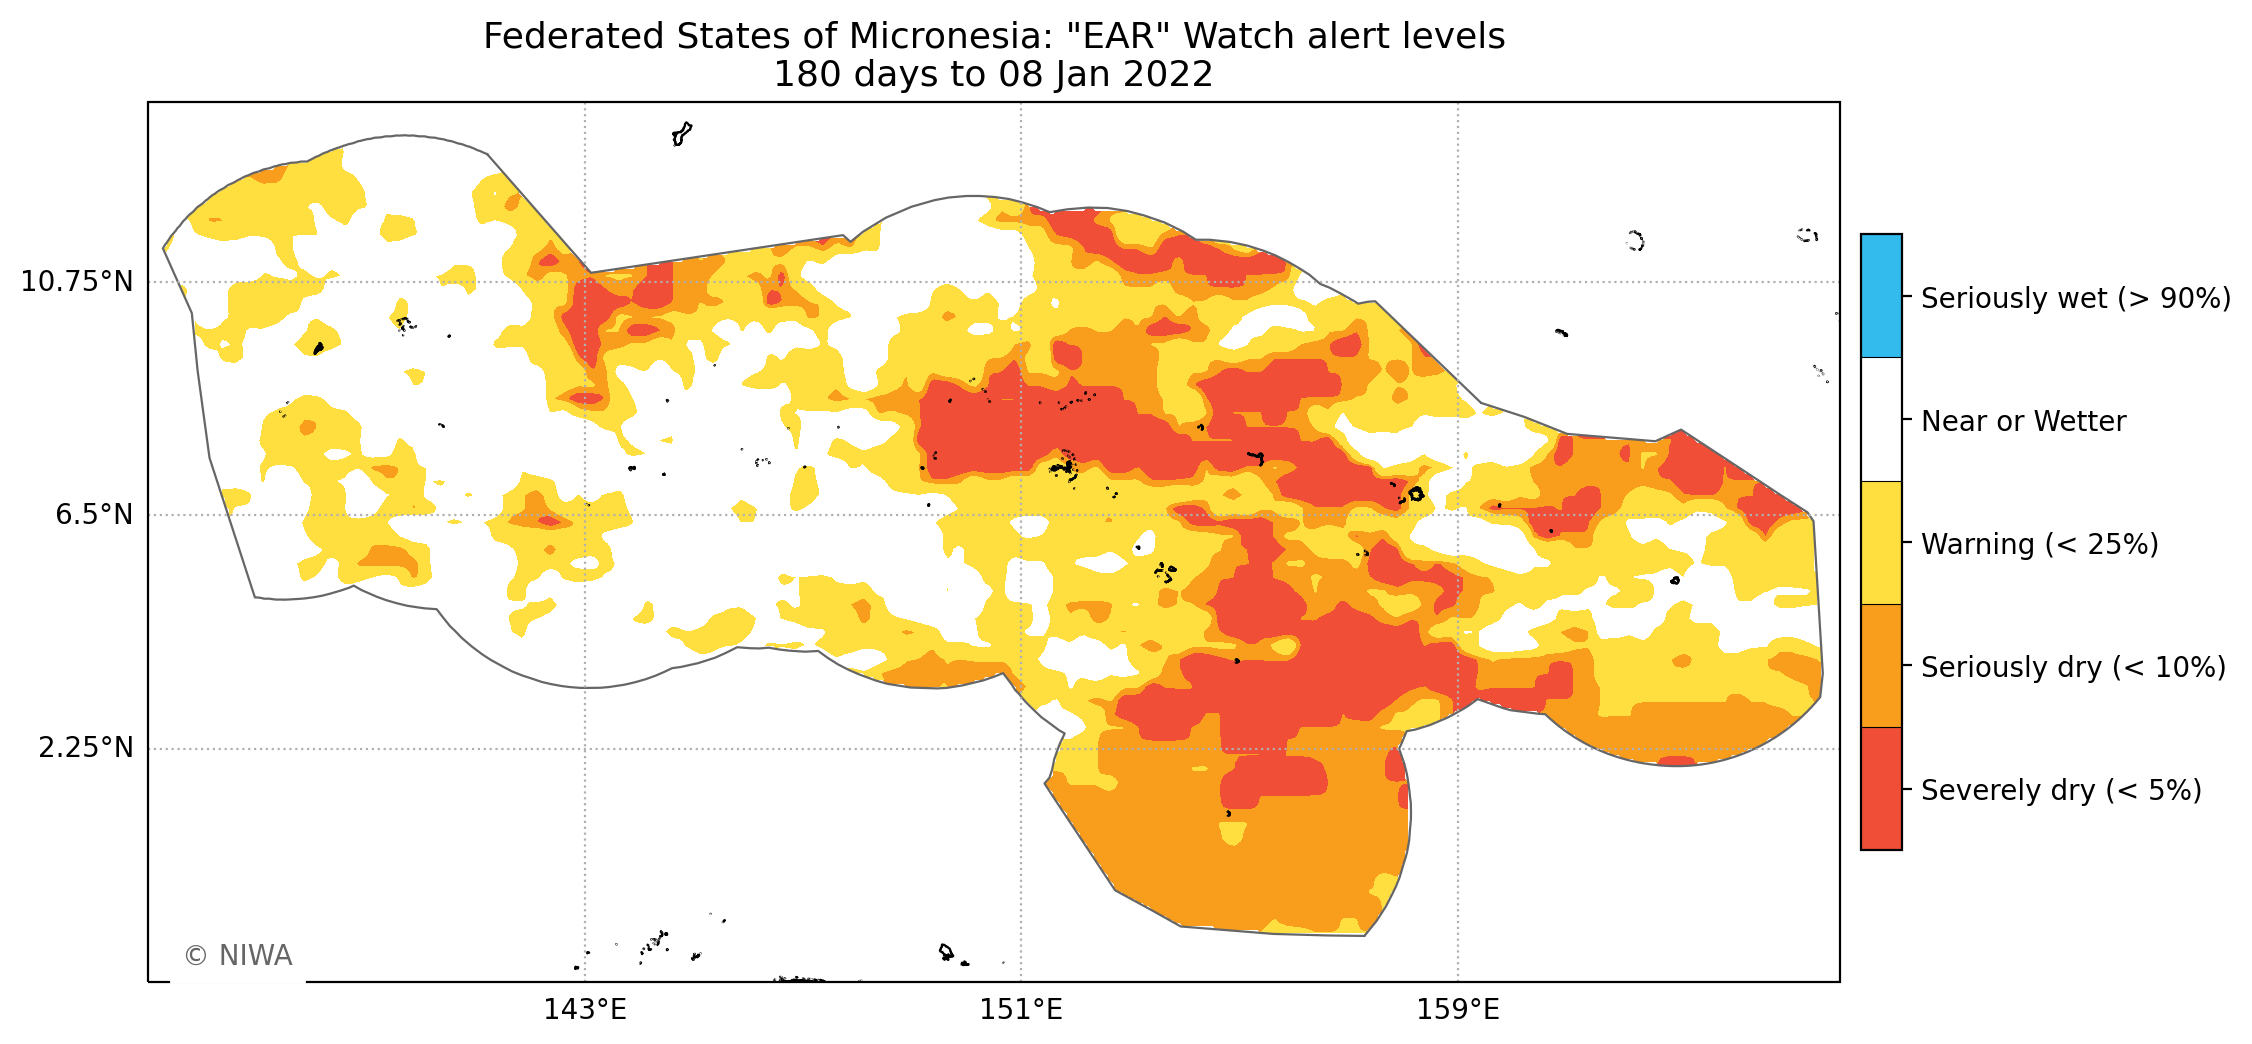 Federated States of Micronesia: "EAR" Watch alert levels
180 days to 08 Jan 2022
10.75°N
6.5°N
2.25°N
143°E
151°E
159°E
© NIWA
Seriously wet (> 90%)
Near or Wetter
Warning (< 25%)
Seriously dry (< 10%)
Severely dry (< 5%)